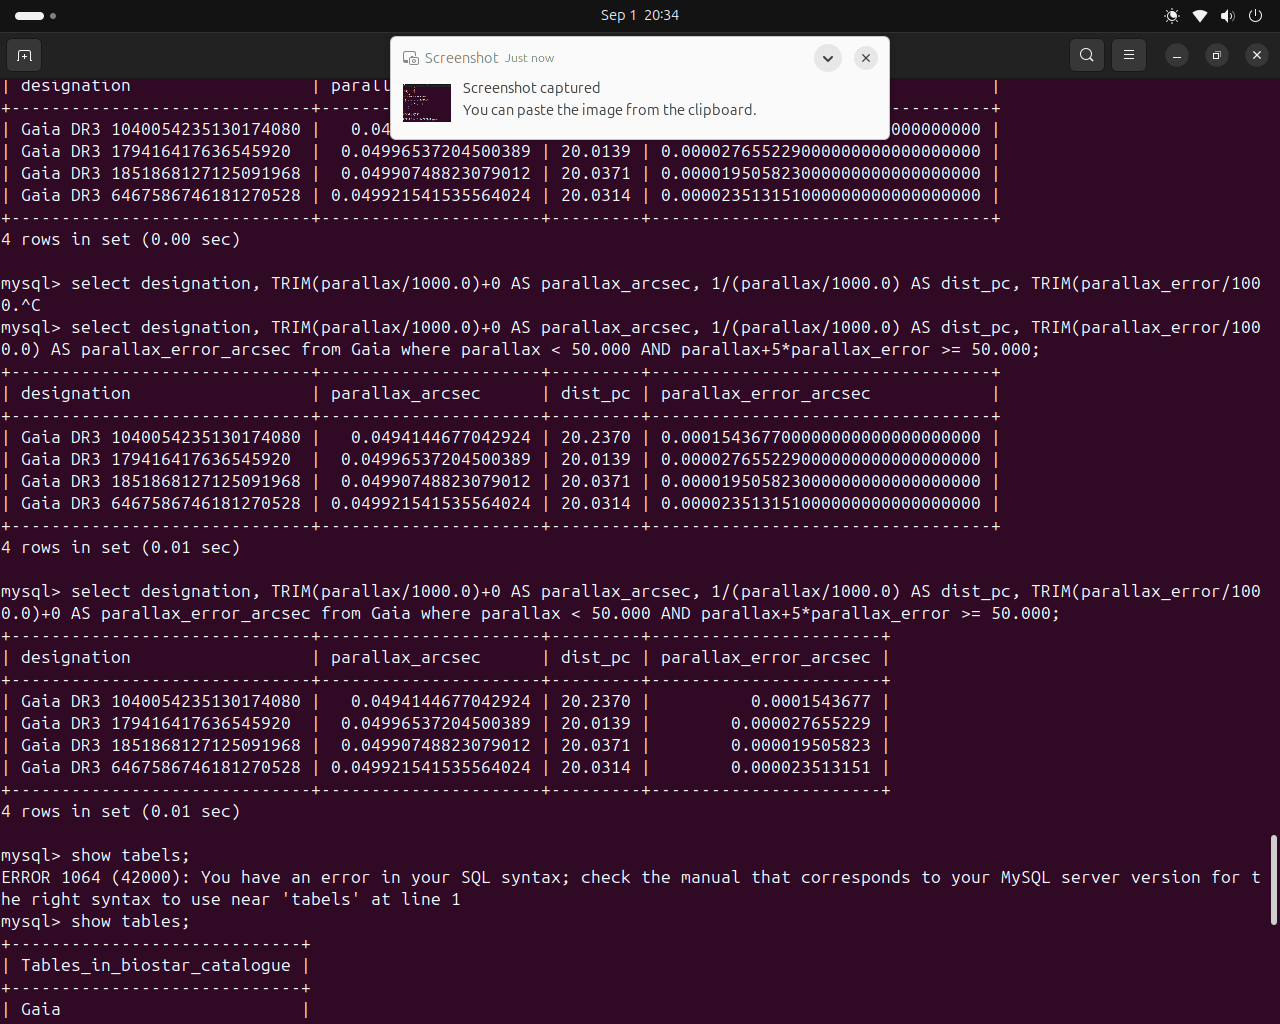 Sep 1 20:34
Screenshot Just now
Screenshot captured
You can paste the image from the clipboard.
| designation | parall |
+------------------------------+-------
| Gaia DR3 1040054235130174080 | 0.04 000000000 |
| Gaia DR3 179416417636545920 | 0.04996537204500389 | 20.0139 | 0.00002765522900000000000000000 |
| Gaia DR3 1851868127125091968 | 0.04990748823079012 | 20.0371 | 0.00001950582300000000000000000 |
| Gaia DR3 6467586746181270528 | 0.049921541535564024 | 20.0314 | 0.00002351315100000000000000000 |
+------------------------------+----------------------+---------+----------------------------------+
4 rows in set (0.00 sec)
mysql> select designation, TRIM(parallax/1000.0)+0 AS parallax_arcsec, 1/(parallax/1000.0) AS dist_pc, TRIM(parallax_error/100
0.^C
mysql> select designation, TRIM(parallax/1000.0)+0 AS parallax_arcsec, 1/(parallax/1000.0) AS dist_pc, TRIM(parallax_error/100
0.0) AS parallax_error_arcsec from Gaia where parallax < 50.000 AND parallax+5*parallax_error >= 50.000;
+------------------------------+----------------------+---------+----------------------------------+
| designation | parallax_arcsec | dist_pc | parallax_error_arcsec |
+------------------------------+----------------------+---------+----------------------------------+
| Gaia DR3 1040054235130174080 | 0.0494144677042924 | 20.2370 | 0.00015436770000000000000000000 |
| Gaia DR3 179416417636545920 | 0.04996537204500389 | 20.0139 | 0.00002765522900000000000000000 |
| Gaia DR3 1851868127125091968 | 0.04990748823079012 | 20.0371 | 0.00001950582300000000000000000 |
| Gaia DR3 6467586746181270528 | 0.049921541535564024 | 20.0314 | 0.00002351315100000000000000000 |
+------------------------------+----------------------+---------+----------------------------------+
4 rows in set (0.01 sec)
mysql> select designation, TRIM(parallax/1000.0)+0 AS parallax_arcsec, 1/(parallax/1000.0) AS dist_pc, TRIM(parallax_error/100
0.0)+0 AS parallax_error_arcsec from Gaia where parallax < 50.000 AND parallax+5*parallax_error >= 50.000;
+------------------------------+----------------------+---------+-----------------------+
| designation | parallax_arcsec | dist_pc | parallax_error_arcsec |
+------------------------------+----------------------+---------+-----------------------+
| Gaia DR3 1040054235130174080 | 0.0494144677042924 | 20.2370 | 0.0001543677 |
| Gaia DR3 179416417636545920 | 0.04996537204500389 | 20.0139 | 0.000027655229 |
| Gaia DR3 1851868127125091968 | 0.04990748823079012 | 20.0371 | 0.000019505823 |
| Gaia DR3 6467586746181270528 | 0.049921541535564024 | 20.0314 | 0.000023513151 |
+------------------------------+----------------------+---------+-----------------------+
4 rows in set (0.01 sec)
mysql> show tabels;
ERROR 1064 (42000): You have an error in your SQL syntax; check the manual that corresponds to your MySQL server version for t
he right syntax to use near 'tabels' at line 1
mysql> show tables;
+-----------------------------+
| Tables_in_biostar_catalogue |
+-----------------------------+
| Gaia |